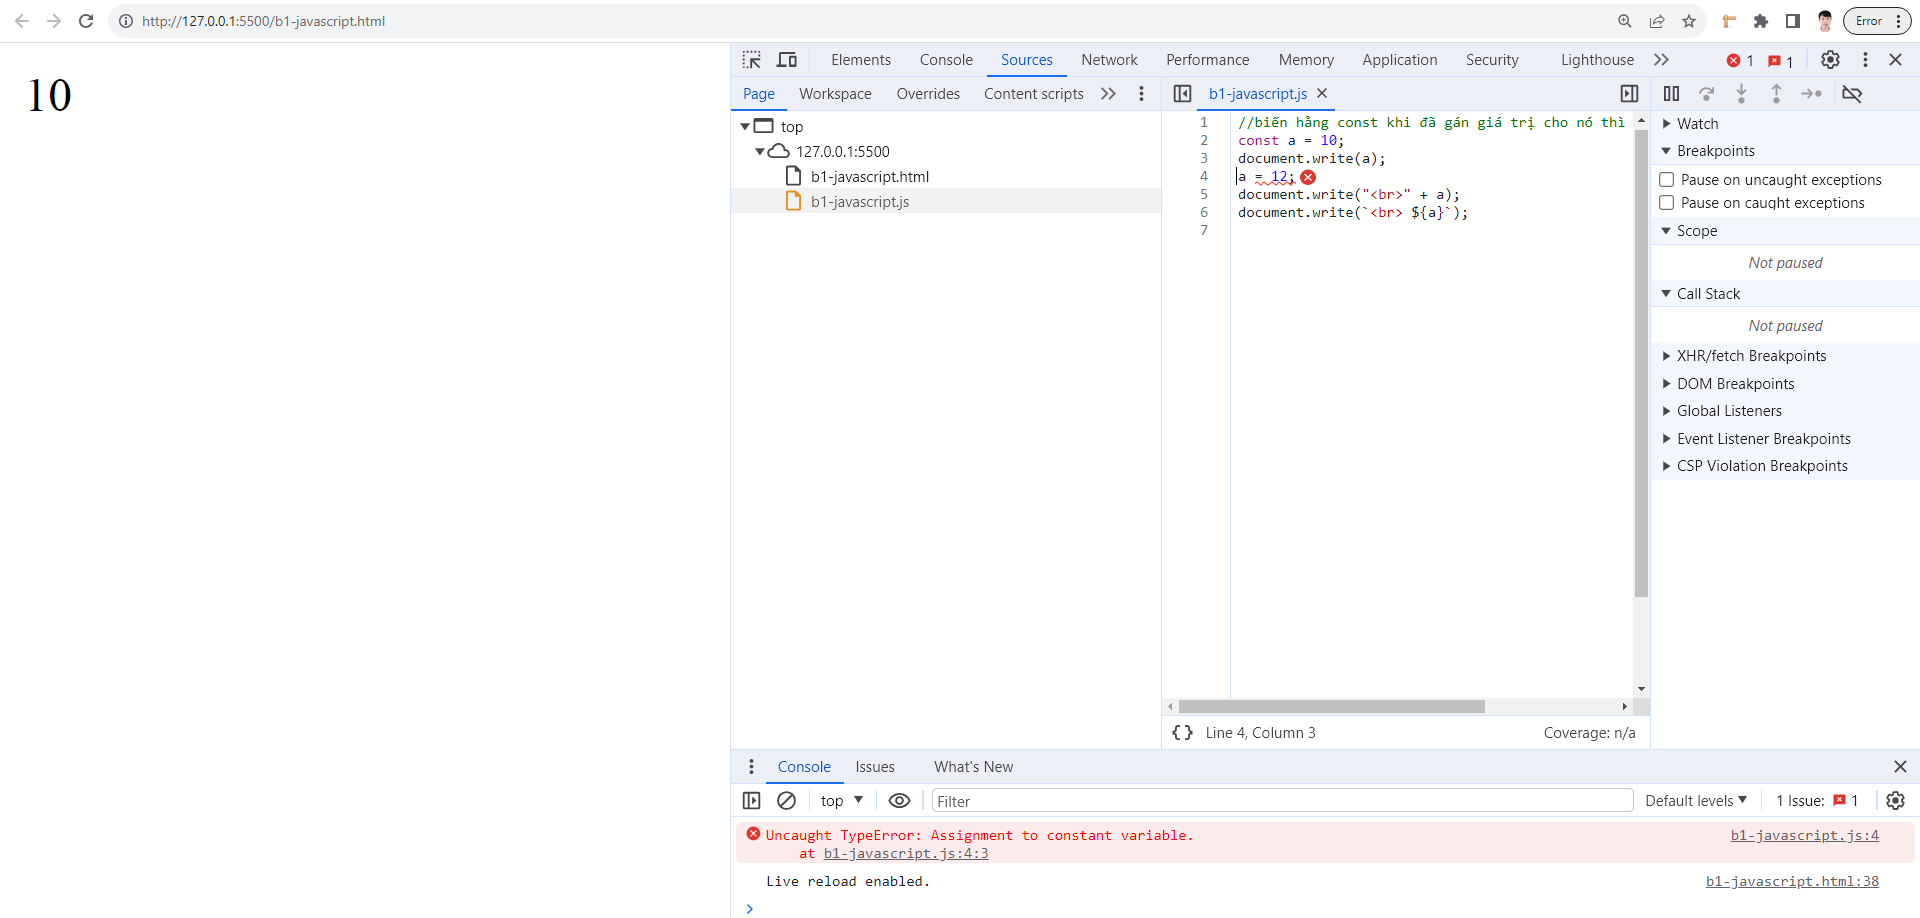 http://127.0.0.1:5500/b1-javascript.html
Error
10
Elements Console Sources Network Performance Memory Application Security Lighthouse
1 1
Page Workspace Overrides Content scripts
b1-javascript.js
top
127.0.0.1:5500
b1-javascript.html
b1-javascript.js
1 //biến hằng const khi đã gán giá trị cho nó thì
2 const a = 10;
3 document.write(a);
4 a = 12;
5 document.write("<br>" + a);
6 document.write(`<br> ${a}`);
7
{} Line 4, Column 3
Coverage: n/a
Watch
Breakpoints
Pause on uncaught exceptions
Pause on caught exceptions
Scope
Not paused
Call Stack
Not paused
XHR/fetch Breakpoints
DOM Breakpoints
Global Listeners
Event Listener Breakpoints
CSP Violation Breakpoints
Console Issues What's New
top Filter Default levels 1 Issue: 1
Uncaught TypeError: Assignment to constant variable. b1-javascript.js:4
at b1-javascript.js:4:3
Live reload enabled. b1-javascript.html:38